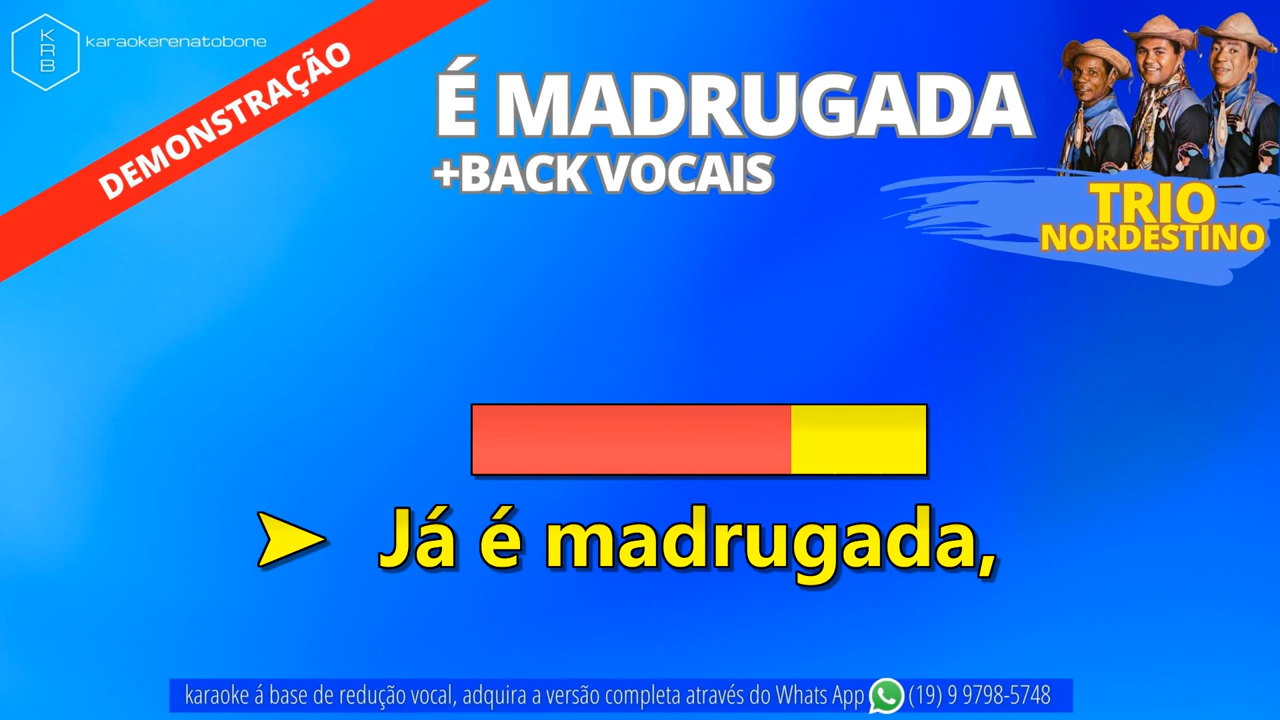 KRB
karaokerenatobone
DEMONSTRAÇÃO
É MADRUGADA
+BACK VOCAIS
TRIO
NORDESTINO
➤ Já é madrugada,
karaoke á base de redução vocal, adquira a versão completa através do Whats App (19) 9 9798-5748